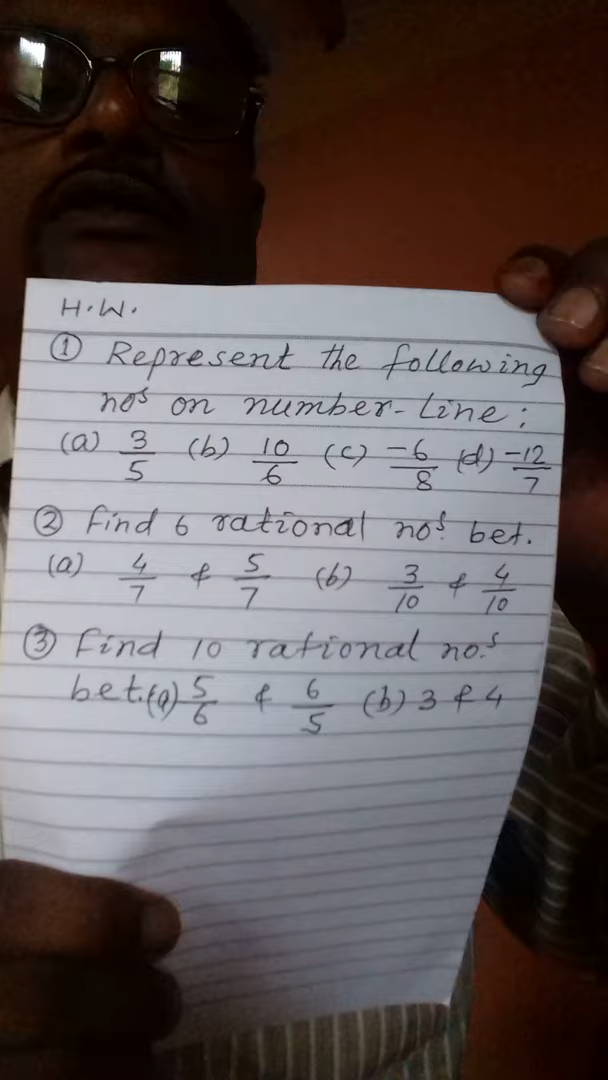 H.W.
① Represent the following
nos on number-line:
(a) 3/5 (b) 10/6 (c) -6/8 (d) -12/7
② find 6 rational nos. bet.
(a) 4/7 & 5/7 (b) 3/10 & 4/10
③ find 10 rational no.s
bet.(a) 5/6 & 6/5 (b) 3 & 4